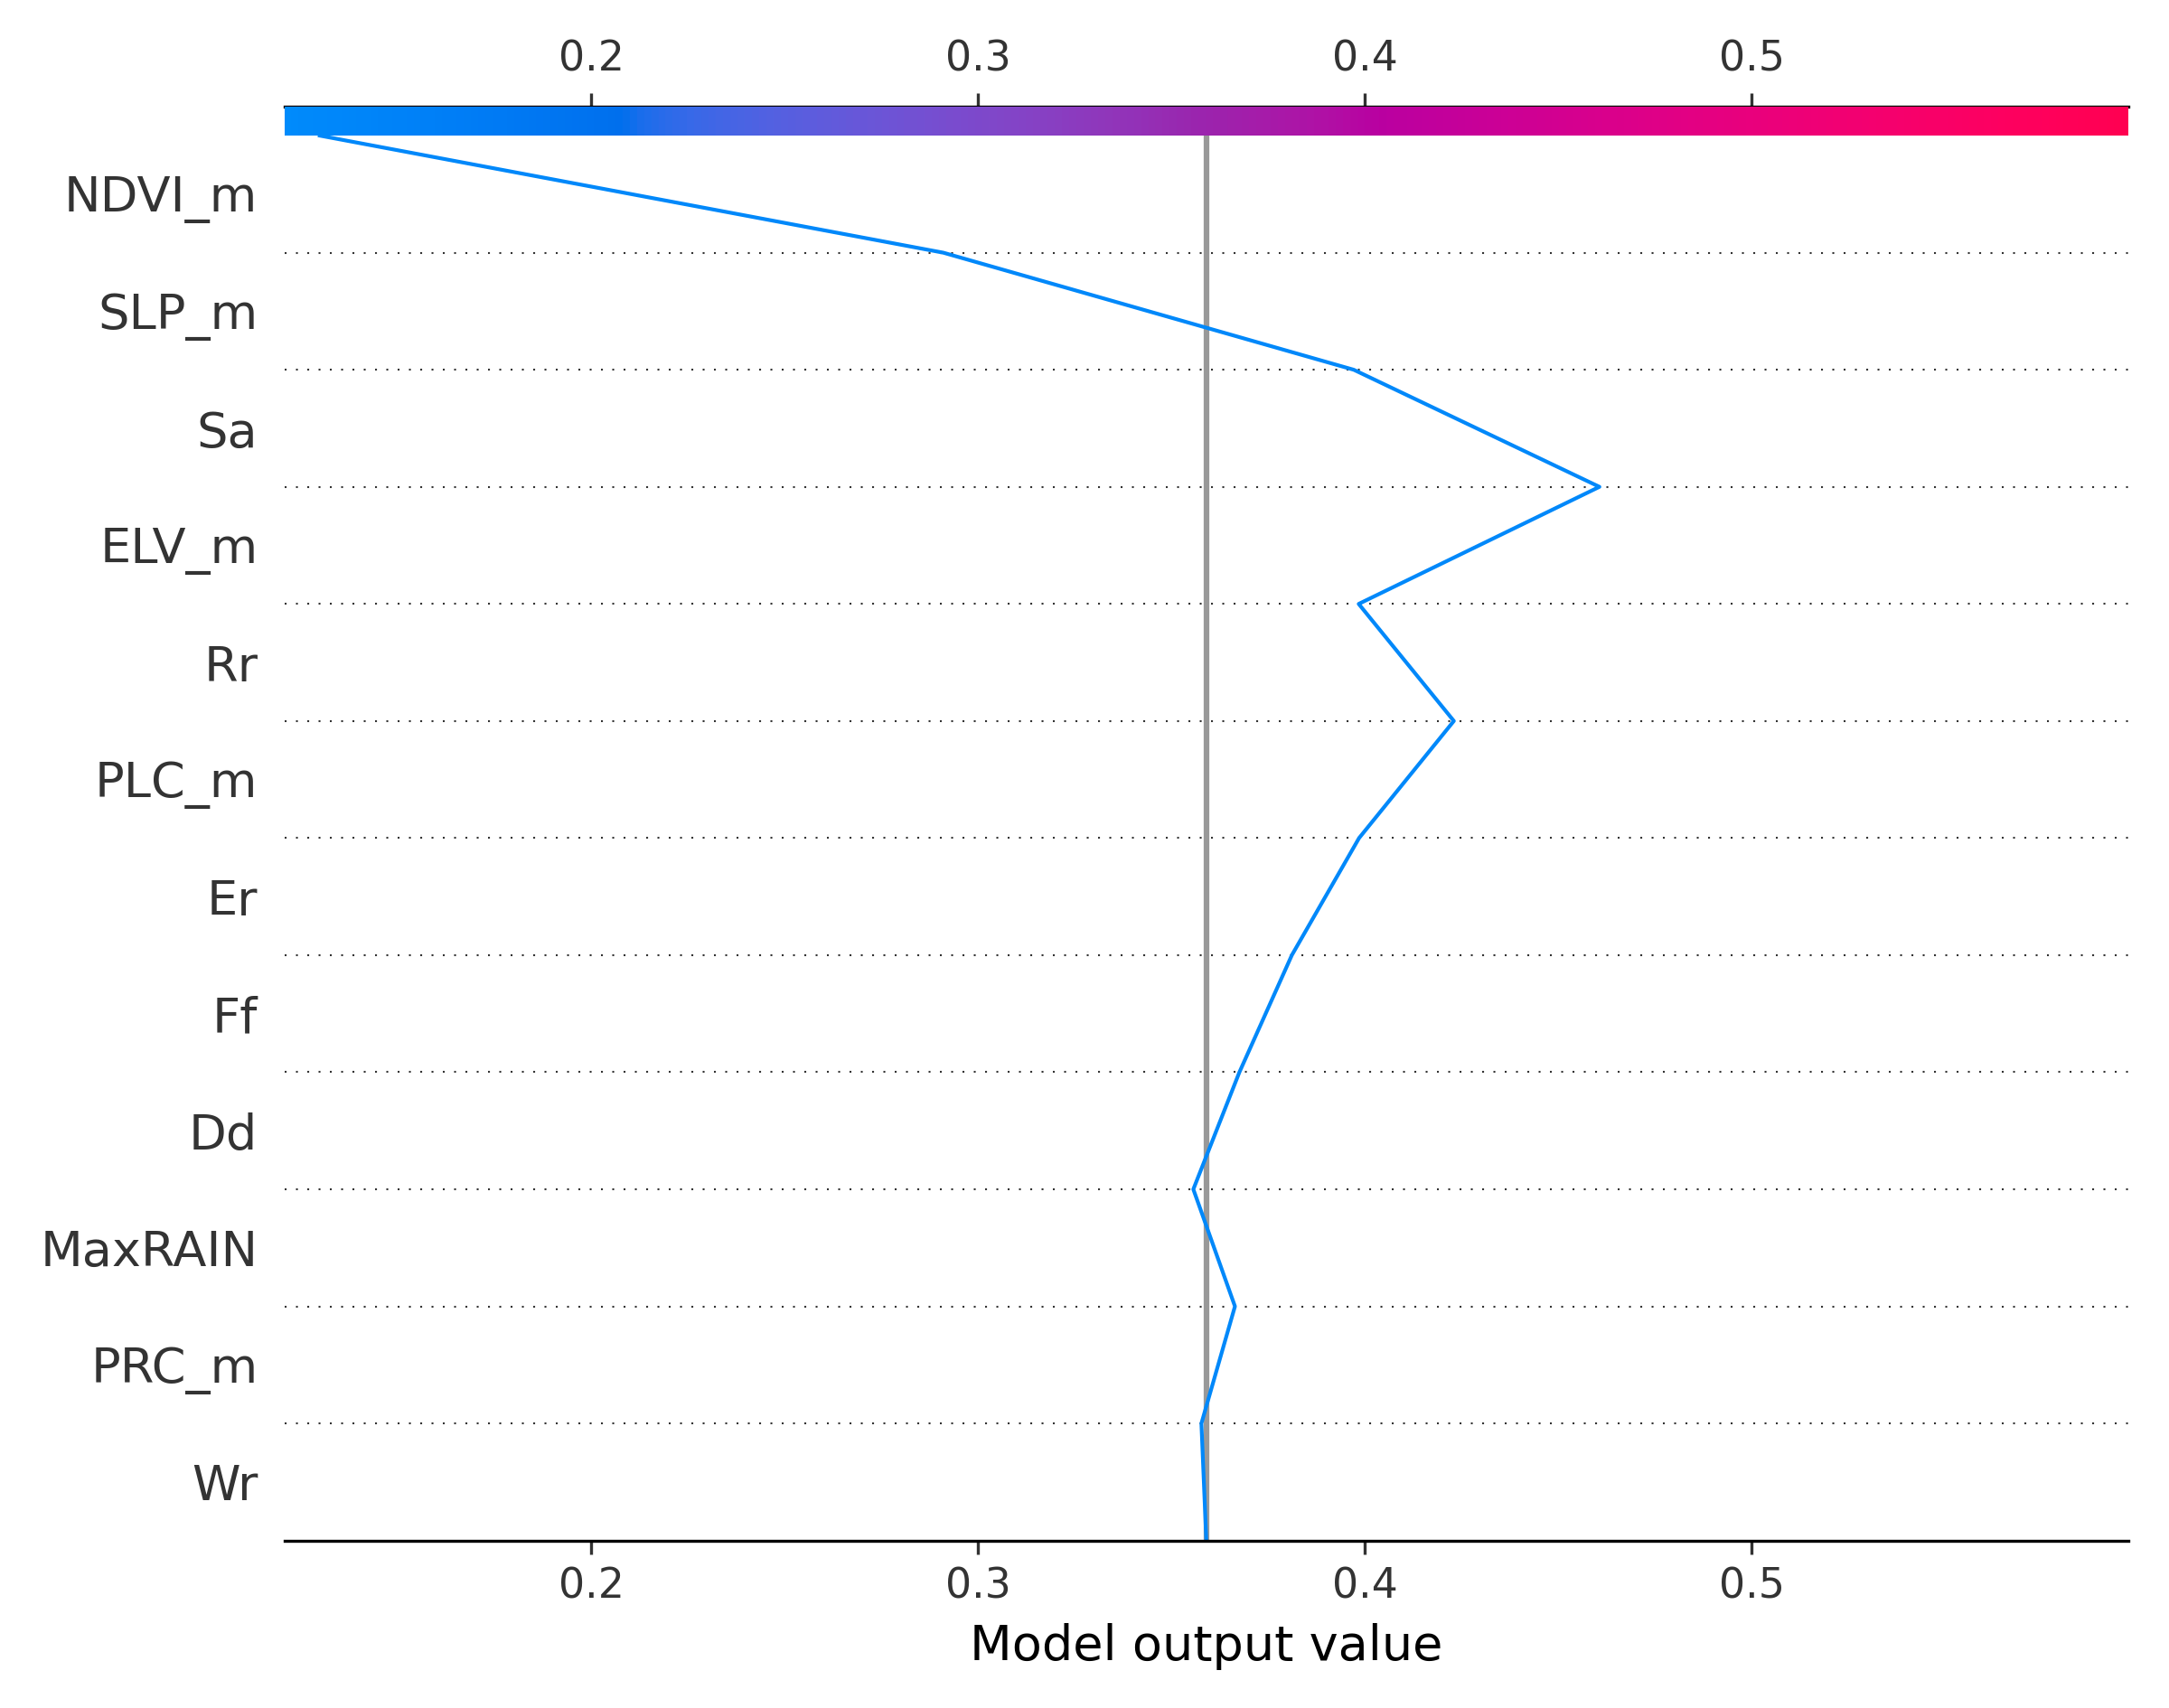 0.2 0.3 0.4 0.5
NDVI_m
SLP_m
Sa
ELV_m
Rr
PLC_m
Er
Ff
Dd
MaxRAIN
PRC_m
Wr
0.2 0.3 0.4 0.5
Model output value